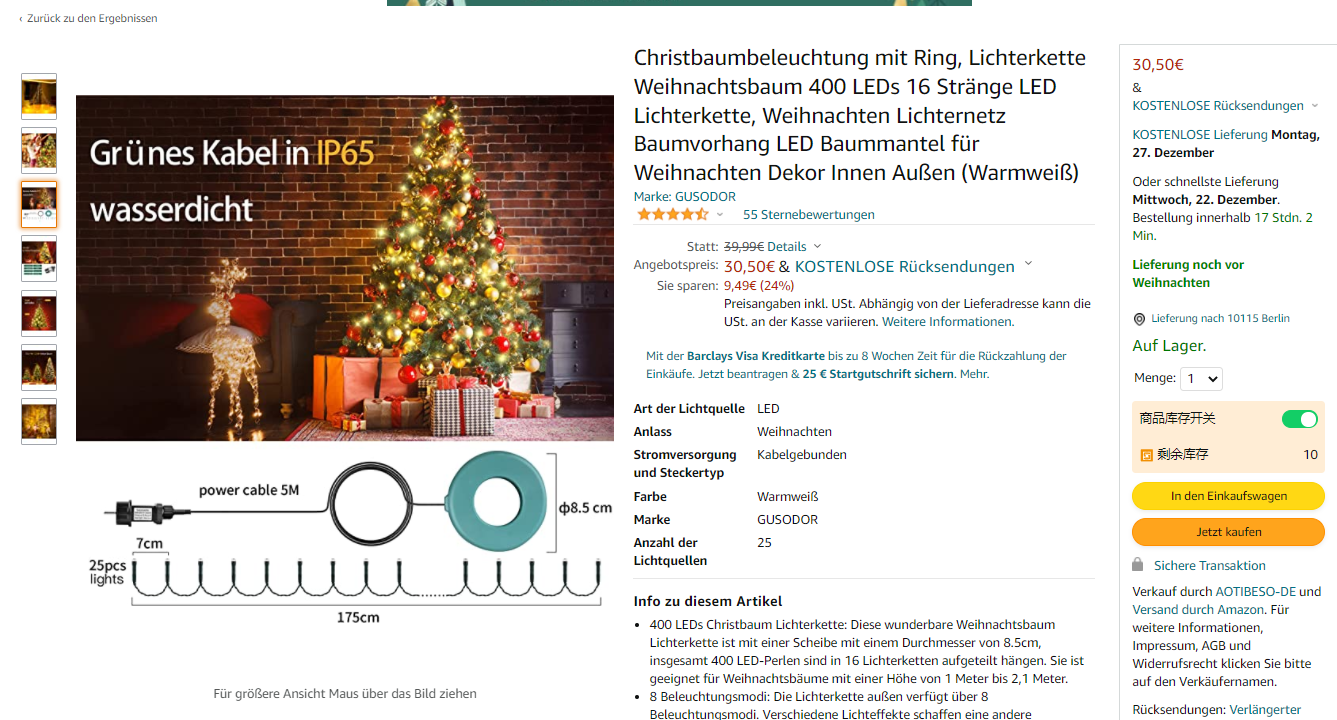 ‹ Zurück zu den Ergebnissen
Grünes Kabel in IP65
wasserdicht
power cable 5M
ф8.5 cm
7cm
25pcs
lights
175cm
Für größere Ansicht Maus über das Bild ziehen
Christbaumbeleuchtung mit Ring, Lichterkette
Weihnachtsbaum 400 LEDs 16 Stränge LED
Lichterkette, Weihnachten Lichternetz
Baumvorhang LED Baummantel für
Weihnachten Dekor Innen Außen (Warmweiß)
Marke: GUSODOR
55 Sternebewertungen
Statt: 39,99€ Details
Angebotspreis: 30,50€ & KOSTENLOSE Rücksendungen
Sie sparen: 9,49€ (24%)
Preisangaben inkl. USt. Abhängig von der Lieferadresse kann die
USt. an der Kasse variieren. Weitere Informationen.
Mit der Barclays Visa Kreditkarte bis zu 8 Wochen Zeit für die Rückzahlung der
Einkäufe. Jetzt beantragen & 25 € Startgutschrift sichern. Mehr.
Art der Lichtquelle LED
Anlass Weihnachten
Stromversorgung Kabelgebunden
und Steckertyp
Farbe Warmweiß
Marke GUSODOR
Anzahl der 25
Lichtquellen
Info zu diesem Artikel
• 400 LEDs Christbaum Lichterkette: Diese wunderbare Weihnachtsbaum
Lichterkette ist mit einer Scheibe mit einem Durchmesser von 8.5cm,
insgesamt 400 LED-Perlen sind in 16 Lichterketten aufgeteilt hängen. Sie ist
geeignet für Weihnachtsbäume mit einer Höhe von 1 Meter bis 2,1 Meter.
• 8 Beleuchtungsmodi: Die Lichterkette außen verfügt über 8
Beleuchtungsmodi. Verschiedene Lichteffekte schaffen eine andere
30,50€
&
KOSTENLOSE Rücksendungen
KOSTENLOSE Lieferung Montag,
27. Dezember
Oder schnellste Lieferung
Mittwoch, 22. Dezember.
Bestellung innerhalb 17 Stdn. 2
Min.
Lieferung noch vor
Weihnachten
Lieferung nach 10115 Berlin
Auf Lager.
Menge: 1
商品库存开关
剩余库存 10
In den Einkaufswagen
Jetzt kaufen
Sichere Transaktion
Verkauf durch AOTIBESO-DE und
Versand durch Amazon. Für
weitere Informationen,
Impressum, AGB und
Widerrufsrecht klicken Sie bitte
auf den Verkäufernamen.
Rücksendungen: Verlängerter